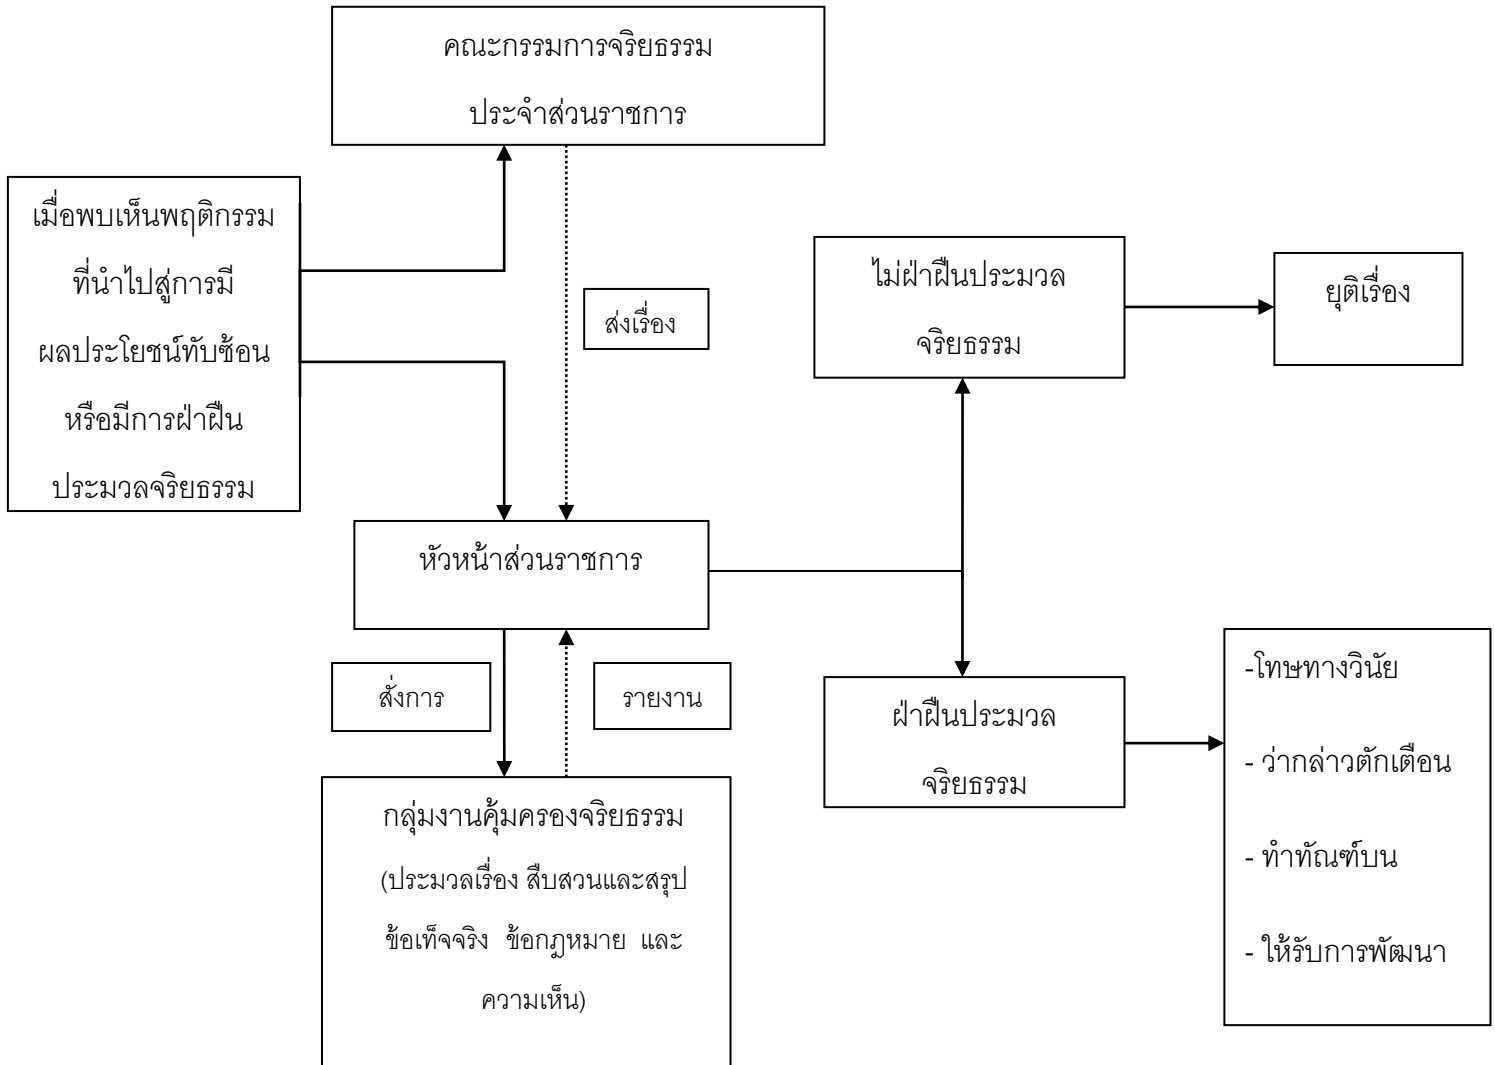 คณะกรรมการจริยธรรม
ประจำส่วนราชการ
เมื่อพบเห็นพฤติกรรม
ที่นำไปสู่การมี
ผลประโยชน์ทับซ้อน
หรือมีการฝ่าฝืน
ประมวลจริยธรรม
ส่งเรื่อง
ไม่ฝ่าฝืนประมวล
จริยธรรม
ยุติเรื่อง
หัวหน้าส่วนราชการ
สั่งการ
รายงาน
ฝ่าฝืนประมวล
จริยธรรม
-โทษทางวินัย
- ว่ากล่าวตักเตือน
- ทำทัณฑ์บน
- ให้รับการพัฒนา
กลุ่มงานคุ้มครองจริยธรรม
(ประมวลเรื่อง สืบสวนและสรุป
ข้อเท็จจริง ข้อกฎหมาย และ
ความเห็น)